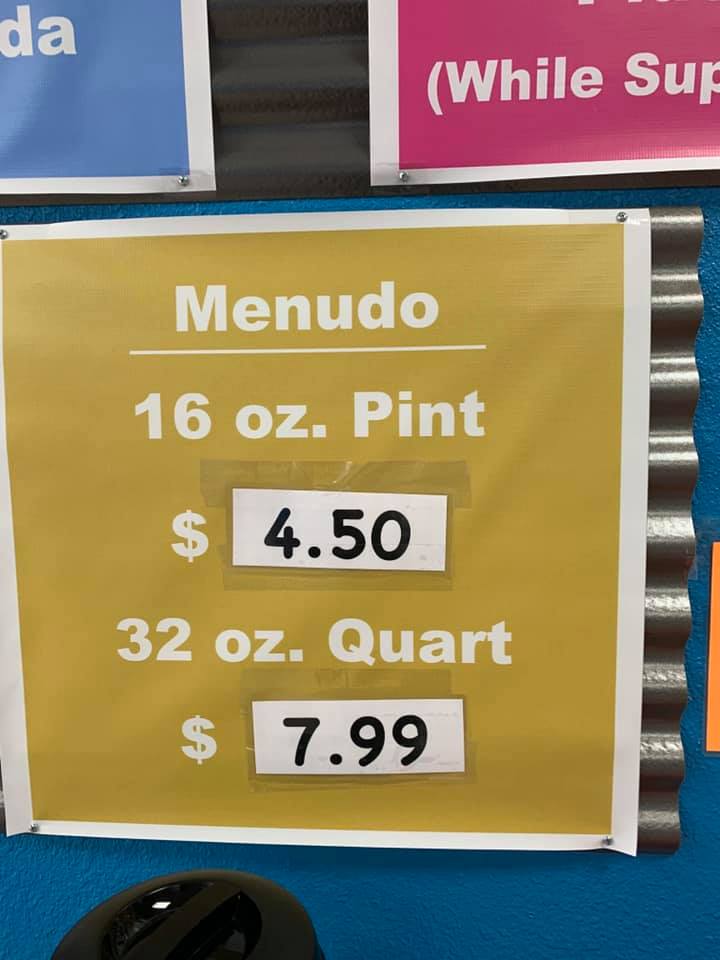 da
(While Sup
Menudo
16 oz. Pint
$ 4.50
32 oz. Quart
$ 7.99